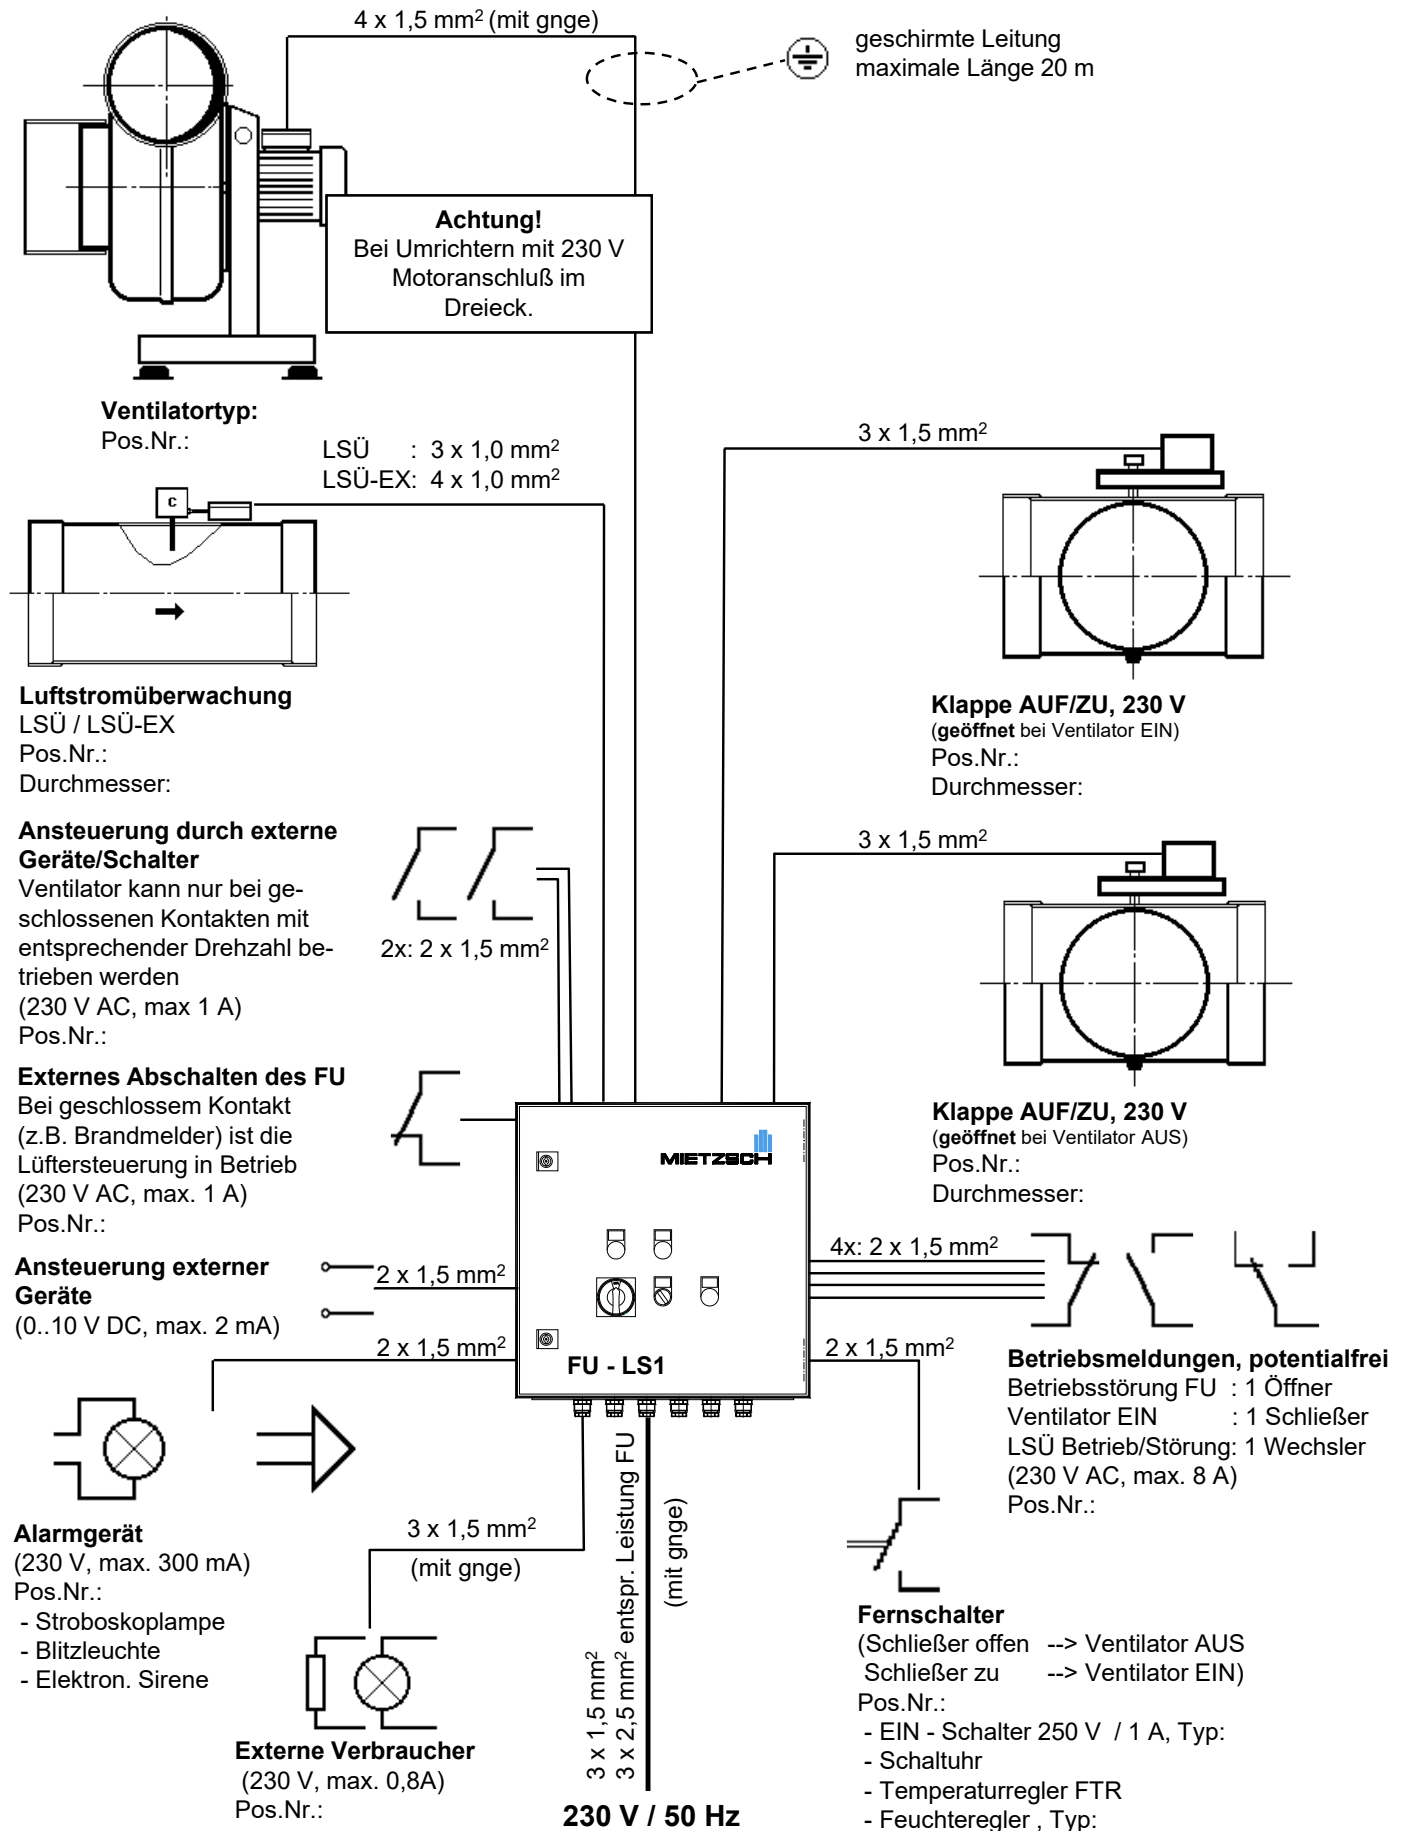 4 x 1,5 mm² (mit gnge)
geschirmte Leitung
maximale Länge 20 m
Achtung!
Bei Umrichtern mit 230 V
Motoranschluß im
Dreieck.
Ventilatortyp:
Pos.Nr.:
LSÜ : 3 x 1,0 mm²
LSÜ-EX: 4 x 1,0 mm²
C
Luftstromüberwachung
LSÜ / LSÜ-EX
Pos.Nr.:
Durchmesser:
3 x 1,5 mm²
Klappe AUF/ZU, 230 V
(geöffnet bei Ventilator EIN)
Pos.Nr.:
Durchmesser:
Ansteuerung durch externe
Geräte/Schalter
Ventilator kann nur bei ge-
schlossenen Kontakten mit
entsprechender Drehzahl be-
trieben werden
(230 V AC, max 1 A)
Pos.Nr.:
2x: 2 x 1,5 mm²
3 x 1,5 mm²
Klappe AUF/ZU, 230 V
(geöffnet bei Ventilator AUS)
Pos.Nr.:
Durchmesser:
Externes Abschalten des FU
Bei geschlossem Kontakt
(z.B. Brandmelder) ist die
Lüftersteuerung in Betrieb
(230 V AC, max. 1 A)
Pos.Nr.:
MIETZSCH
FU - LS1
Ansteuerung externer
Geräte
(0..10 V DC, max. 2 mA)
2 x 1,5 mm²
2 x 1,5 mm²
4x: 2 x 1,5 mm²
2 x 1,5 mm²
Betriebsmeldungen, potentialfrei
Betriebsstörung FU : 1 Öffner
Ventilator EIN : 1 Schließer
LSÜ Betrieb/Störung: 1 Wechsler
(230 V AC, max. 8 A)
Pos.Nr.:
Alarmgerät
(230 V, max. 300 mA)
Pos.Nr.:
- Stroboskoplampe
- Blitzleuchte
- Elektron. Sirene
3 x 1,5 mm²
(mit gnge)
Externe Verbraucher
(230 V, max. 0,8A)
Pos.Nr.:
3 x 1,5 mm²
3 x 2,5 mm² entspr. Leistung FU
(mit gnge)
230 V / 50 Hz
Fernschalter
(Schließer offen --> Ventilator AUS
Schließer zu --> Ventilator EIN)
Pos.Nr.:
- EIN - Schalter 250 V / 1 A, Typ:
- Schaltuhr
- Temperaturregler FTR
- Feuchteregler , Typ: